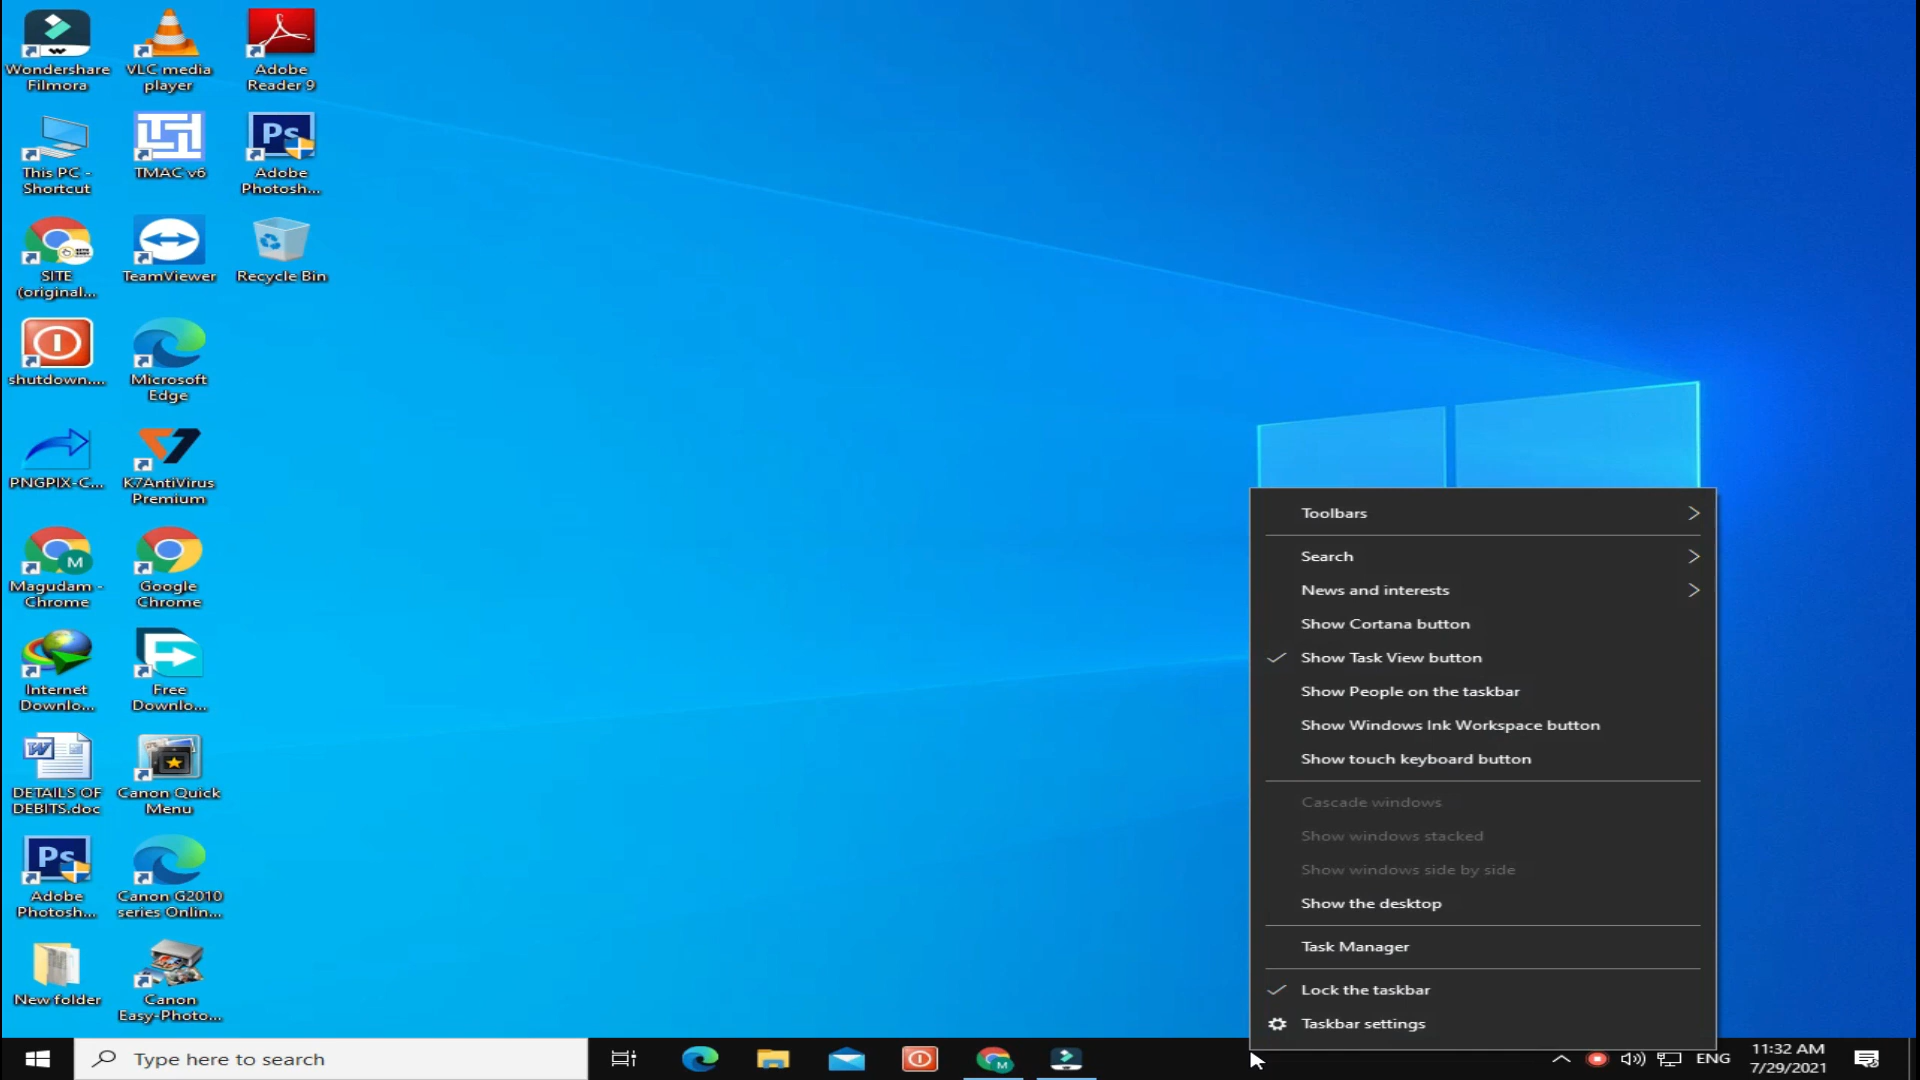 Wondershare
Filmora
VLC media
player
Adobe
Reader 9
This PC -
Shortcut
TMAC v6
Ps
Adobe
Photosh...
SITE
(original...
TeamViewer
Recycle Bin
shutdown....
Microsoft
Edge
PNGPIX-C...
K7AntiVirus
Premium
M
Magudam -
Chrome
Google
Chrome
Internet
Downlo...
Free
Downlo...
W
DETAILS OF
DEBITS.doc
Canon Quick
Menu
Ps
Adobe
Photosh...
Canon G2010
series Onlin...
New folder
Canon
Easy-Photo...
Toolbars
Search
News and interests
Show Cortana button
Show Task View button
Show People on the taskbar
Show Windows Ink Workspace button
Show touch keyboard button
Cascade windows
Show windows stacked
Show windows side by side
Show the desktop
Task Manager
Lock the taskbar
Taskbar settings
Type here to search
M
ENG
11:32 AM
7/29/2021